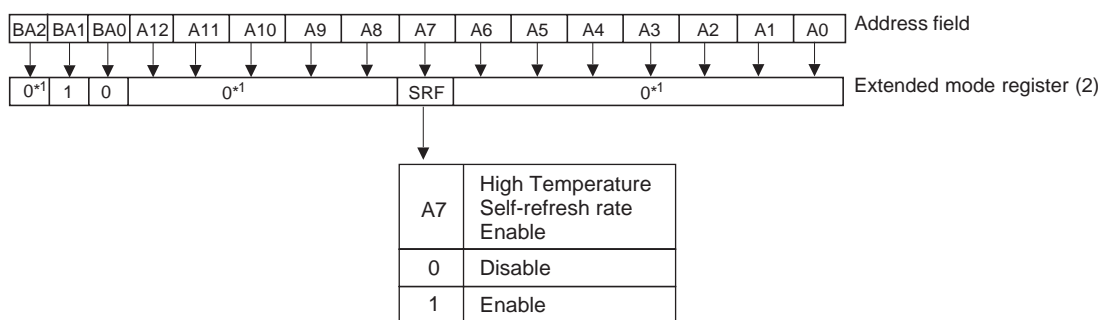 BA2 BA1 BA0 A12 A11 A10 A9 A8 A7 A6 A5 A4 A3 A2 A1 A0 Address field
0*1 1 0 0*1 SRF 0*1 Extended mode register (2)
A7 High Temperature
Self-refresh rate
Enable
0 Disable
1 Enable